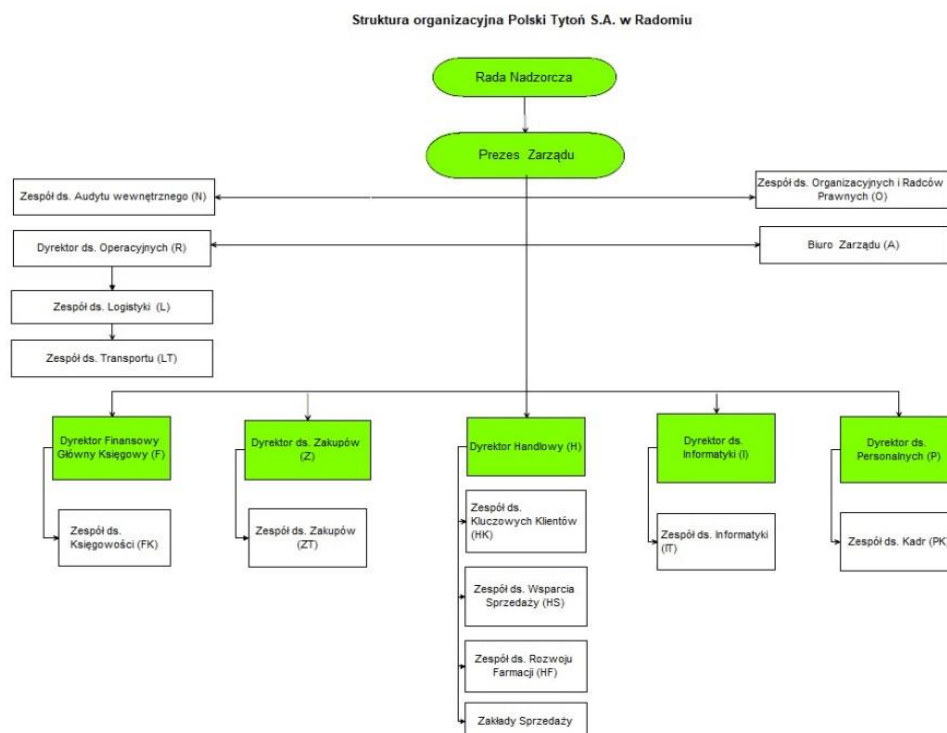 Struktura organizacyjna Polski Tytoń S.A. w Radomiu
Rada Nadzorcza
Prezes Zarządu
Zespół ds. Audytu wewnętrznego (N)
Zespół ds. Organizacyjnych i Radców
Prawnych (O)
Dyrektor ds. Operacyjnych (R)
Biuro Zarządu (A)
Zespół ds. Logistyki (L)
Zespół ds. Transportu (LT)
Dyrektor Finansowy
Główny Księgowy (F)
Zespół ds.
Księgowości (FK)
Dyrektor ds. Zakupów
(Z)
Zespół ds. Zakupów
(ZT)
Dyrektor Handlowy (H)
Zespół ds.
Kluczowych Klientów
(HK)
Zespół ds. Wsparcia
Sprzedaży (HS)
Zespół ds. Rozwoju
Farmacji (HF)
Zakłady Sprzedaży
Dyrektor ds.
Informatyki (I)
Zespół ds. Informatyki
(IT)
Dyrektor ds.
Personalnych (P)
Zespół ds. Kadr (PK)